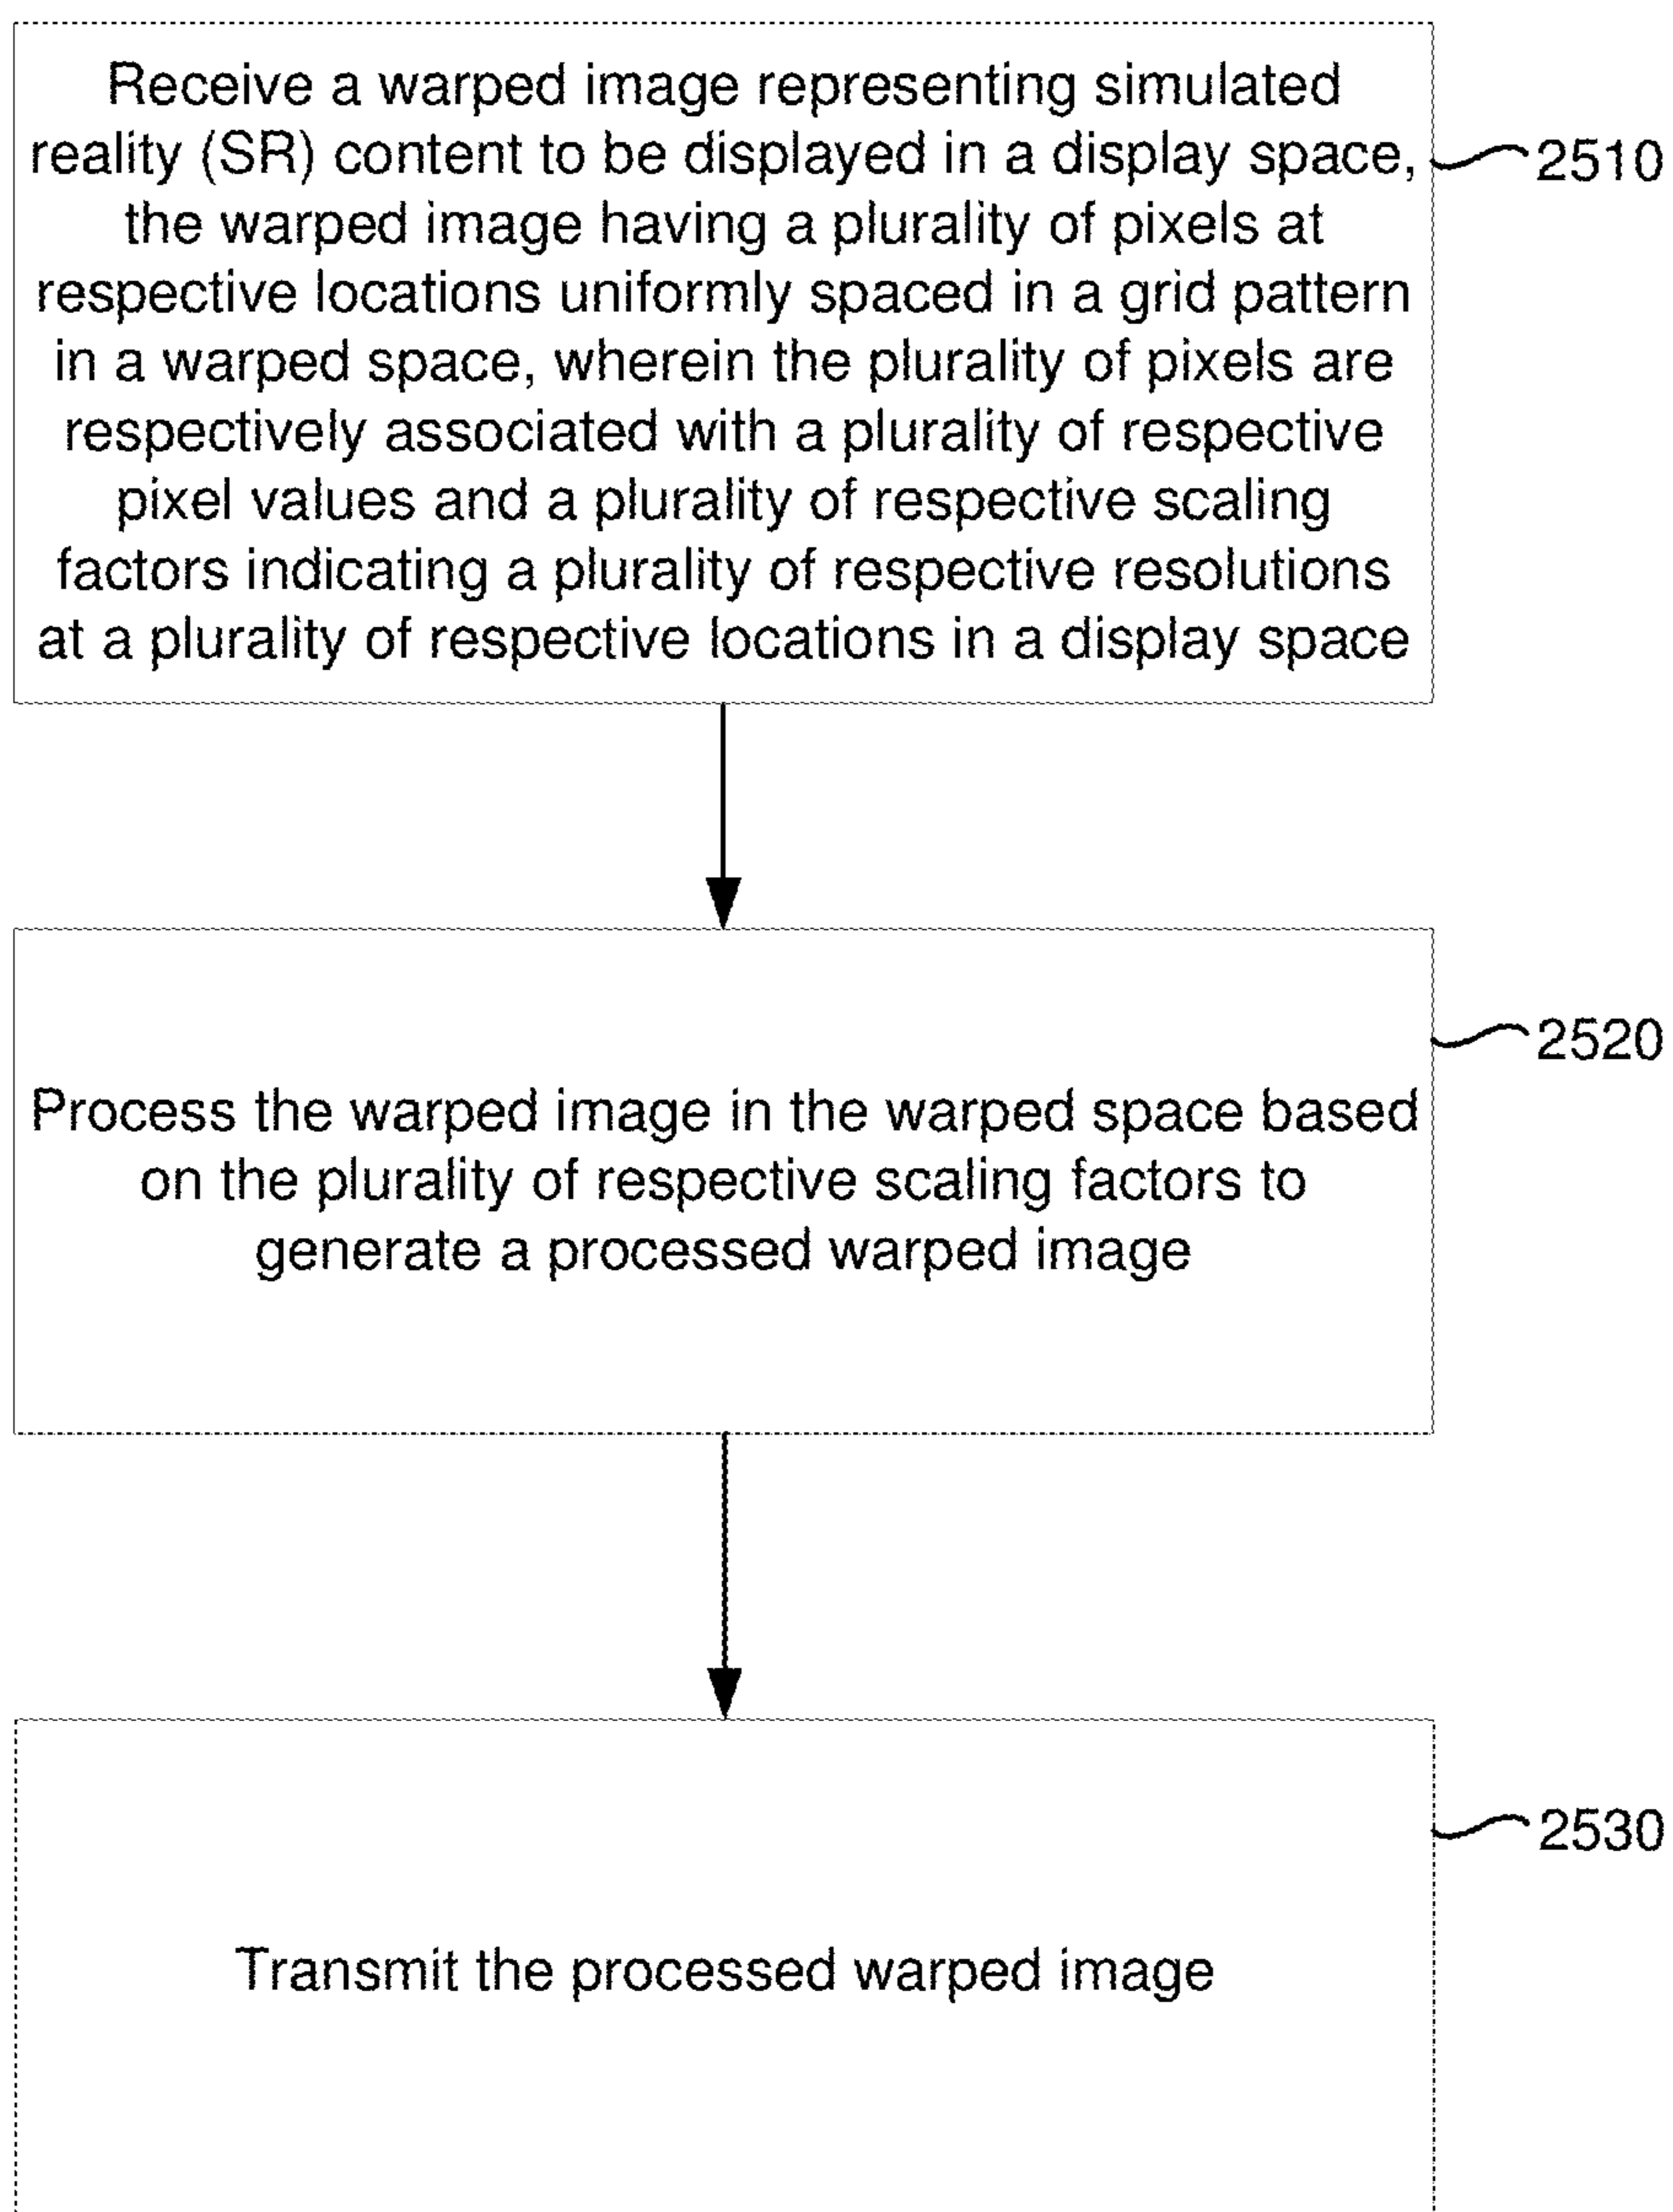 Receive a warped image representing simulated
reality (SR) content to be displayed in a display space,
the warped image having a plurality of pixels at
respective locations uniformly spaced in a grid pattern
in a warped space, wherein the plurality of pixels are
respectively associated with a plurality of respective
pixel values and a plurality of respective scaling
factors indicating a plurality of respective resolutions
at a plurality of respective locations in a display space
2510
Process the warped image in the warped space based
on the plurality of respective scaling factors to
generate a processed warped image
2520
Transmit the processed warped image
2530